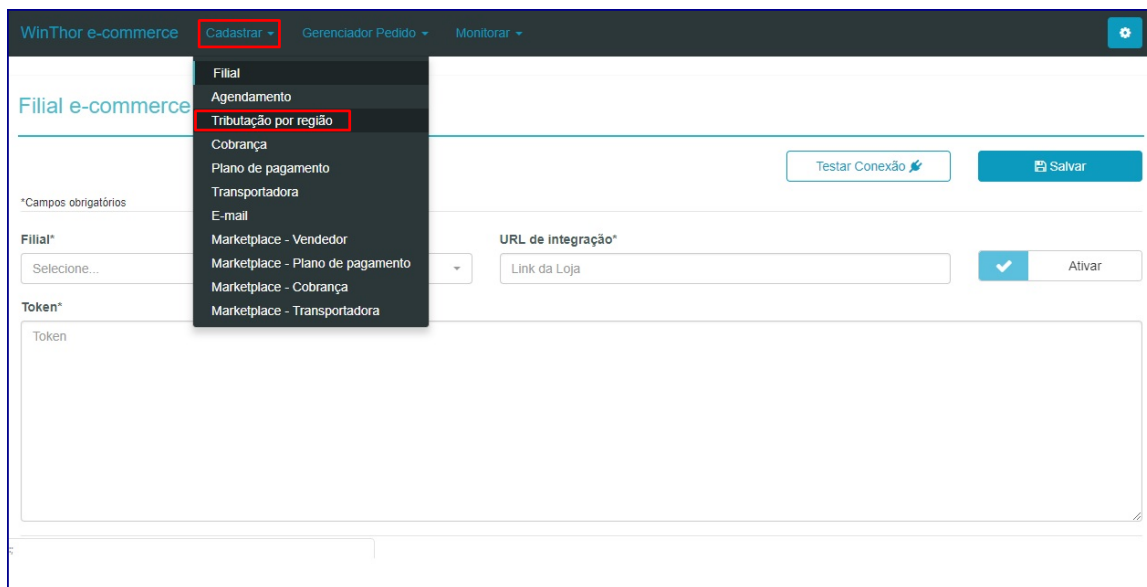 WinThor e-commerce Cadastrar Gerenciador Pedido Monitorar
Filial
Agendamento
Tributação por região
Cobrança
Plano de pagamento
Transportadora
E-mail
Marketplace - Vendedor
Marketplace - Plano de pagamento
Marketplace - Cobrança
Marketplace - Transportadora
Filial e-commerce
Testar Conexão Salvar
*Campos obrigatórios
Filial* URL de integração*
Selecione... Link da Loja Ativar
Token*
Token